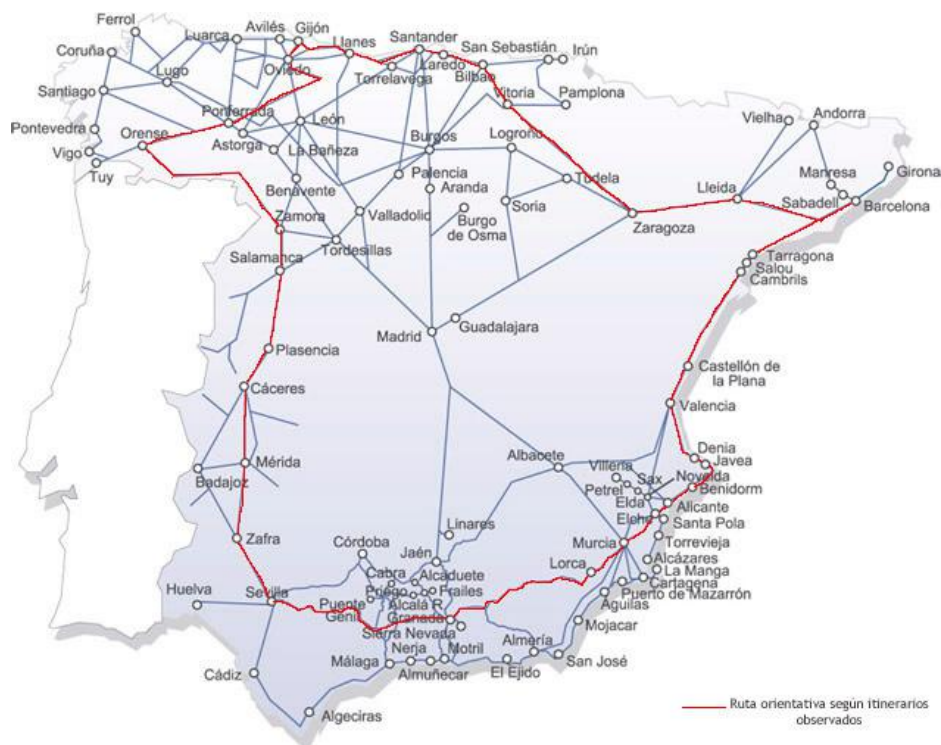 Ferrol
Avilés
Gijón
Luarca
Llanes
Santander
San Sebastián
Irún
Coruña
Laredo
Oviedo
Torrelavega
Bilbao
Lugo
Santiago
Vitoria
Pamplona
Ponferrada
León
Burgos
Logroño
Vielha
Andorra
Pontevedra
Orense
Astorga
La Bañeza
Girona
Vigo
Palencia
Manresa
Tuy
Aranda
Tudela
Lleida
Benavente
Sabadell
Soria
Barcelona
Zamora
Valladolic
Burgo
de Osma
Zaragoza
Tordesillas
Tarragona
Salamanca
Salou
Cambrils
Guadalajara
Madrid
Plasencia
Castellón de
la Plana
Cáceres
Valencia
Denia
Albacete
Javea
Mérida
Villena
Sax
Novelda
Badajoz
Petrel
Benidorm
Elda
Alicante
Elche
Santa Pola
Linares
Zafra
Murcia
Torrevieja
Córdoba
Jaén
Alcázares
Lorca
La Manga
Cabra
Alcaduete
Cartagena
Huelva
Sevilla
Priego
Frailes
Puerto de Mazarrón
Puente
Genil
Alcalá R
Aguilas
Granada
Sierra Nevada
Mojacar
Almería
Nerja
Motril
Málaga
San José
Cádiz
Almuñecar
El Ejido
Algeciras
Ruta orientativa según itinerarios
observados